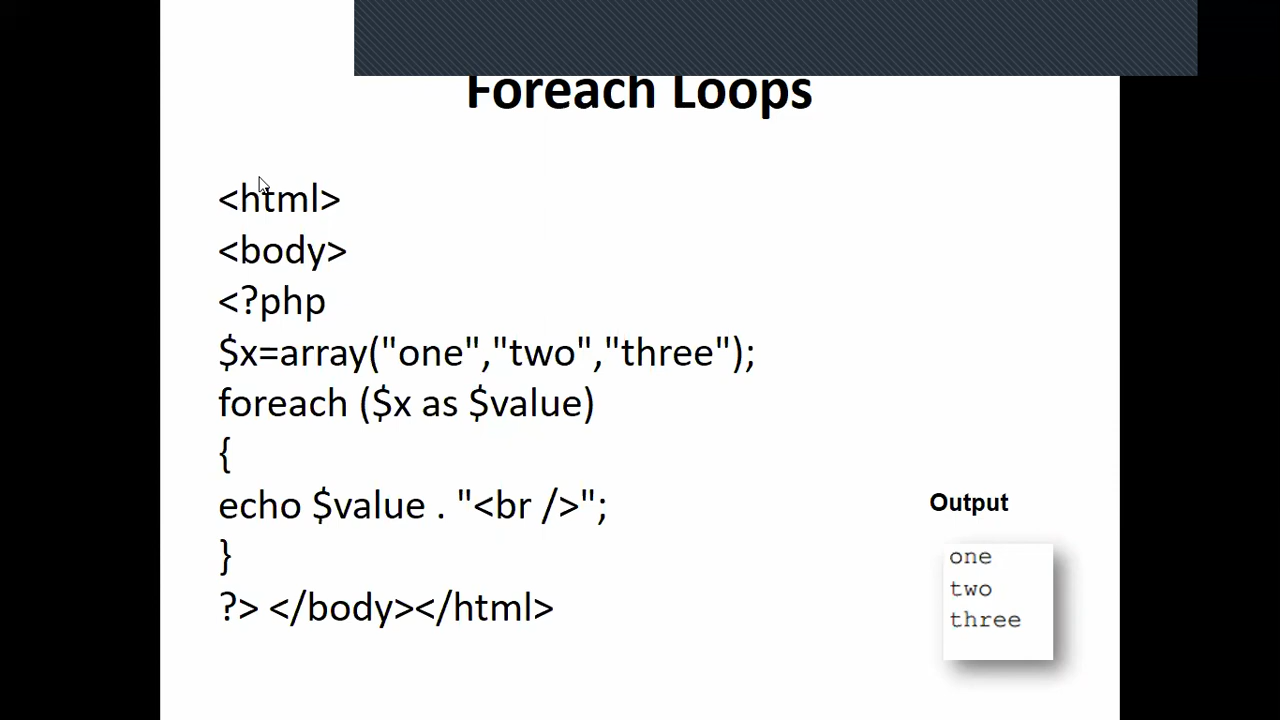 Foreach Loops
<html>
<body>
<?php
$x=array("one","two","three");
foreach ($x as $value)
{
echo $value . "<br />";
}
?> </body></html>
Output
one
two
three